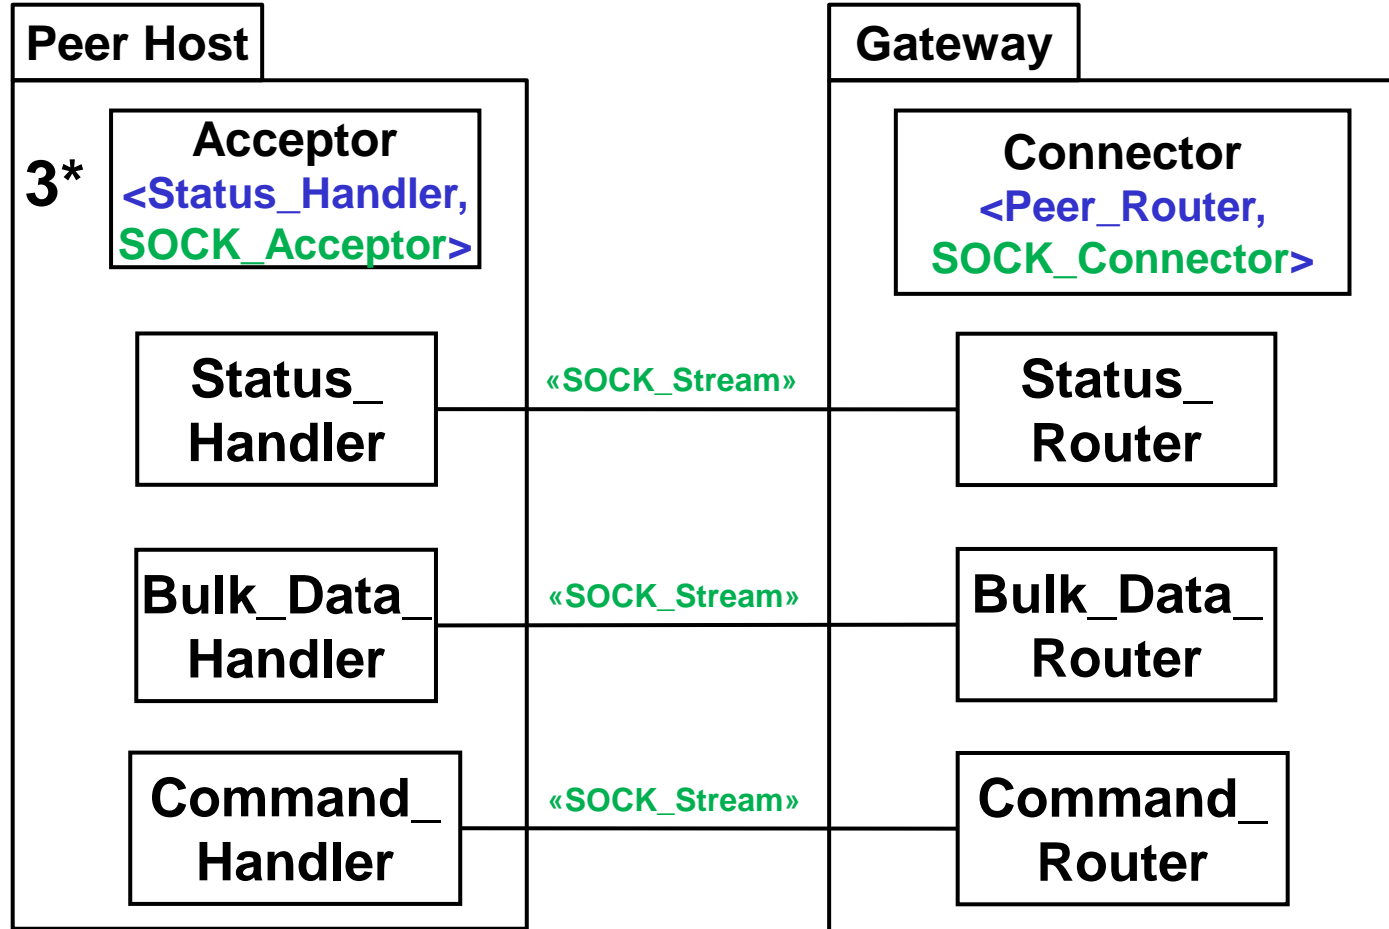 Peer Host
Gateway
3*
Acceptor
<Status_Handler,
SOCK_Acceptor>
Connector
<Peer_Router,
SOCK_Connector>
Status_
Handler
«SOCK_Stream»
Status_
Router
Bulk_Data_
Handler
«SOCK_Stream»
Bulk_Data_
Router
Command_
Handler
«SOCK_Stream»
Command_
Router